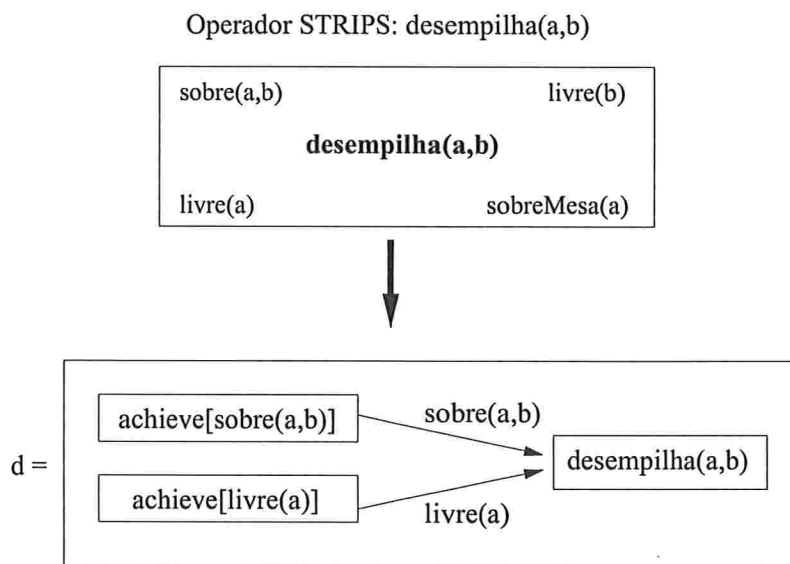 Operador STRIPS: desempilha(a,b)
sobre(a,b) livre(b)
desempilha(a,b)
livre(a) sobreMesa(a)
d =
achieve[sobre(a,b)]
sobre(a,b)
desempilha(a,b)
achieve[livre(a)]
livre(a)